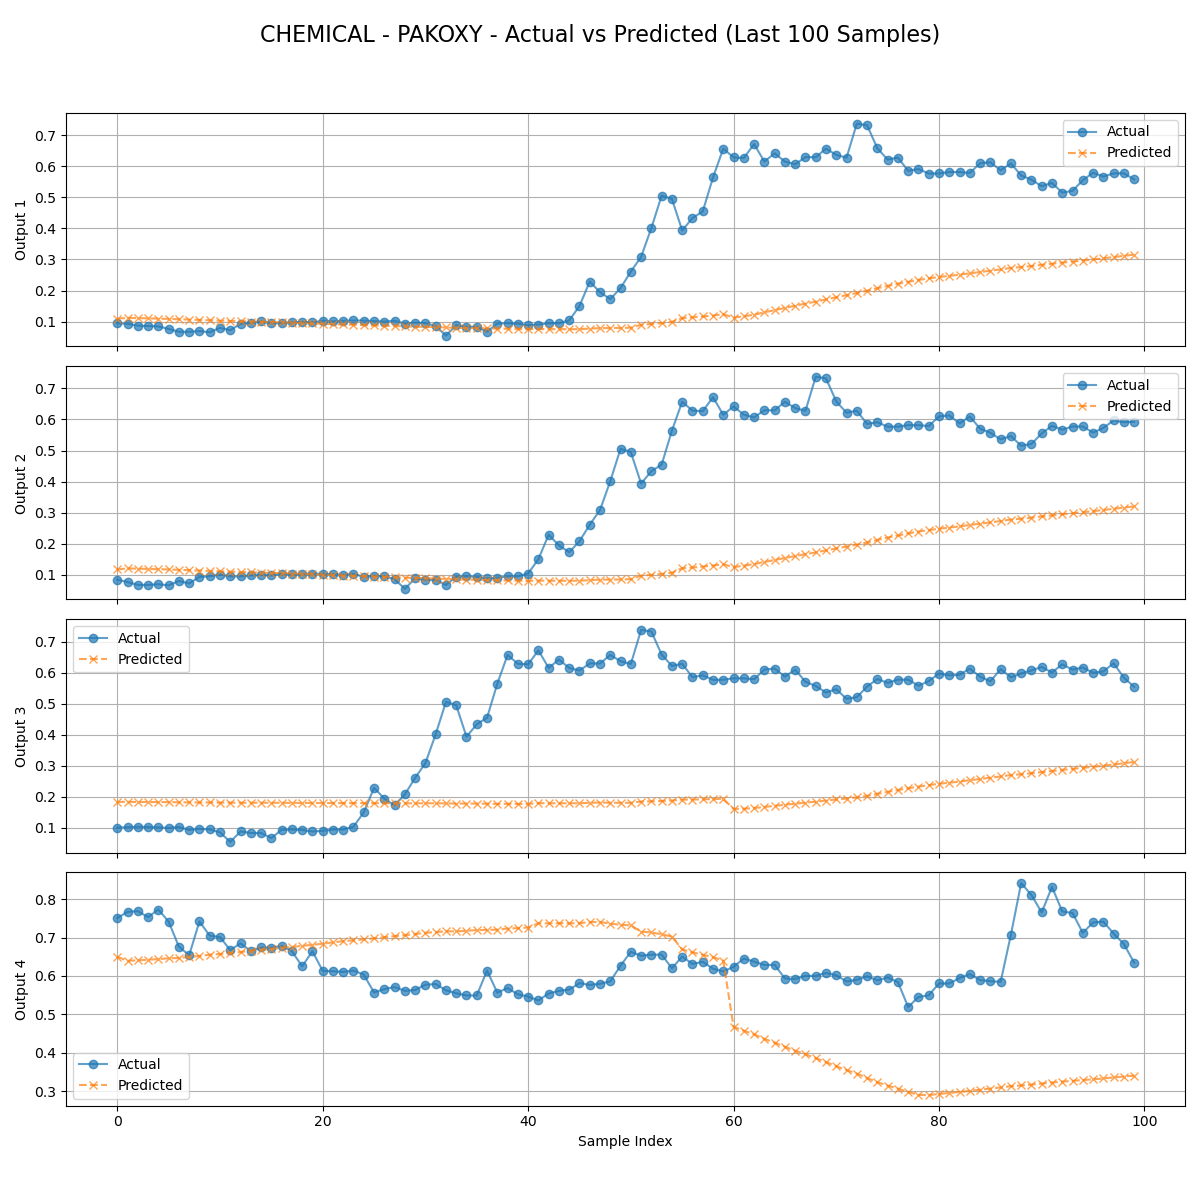 CHEMICAL - PAKOXY - Actual vs Predicted (Last 100 Samples)
0.7
0.6
0.5
0.4
0.3
0.2
0.1
Output 1
Actual
Predicted
0.7
0.6
0.5
0.4
0.3
0.2
0.1
Output 2
Actual
Predicted
0.7
0.6
0.5
0.4
0.3
0.2
0.1
Output 3
Actual
Predicted
0.8
0.7
0.6
0.5
0.4
0.3
Output 4
Actual
Predicted
0 20 40 60 80 100
Sample Index